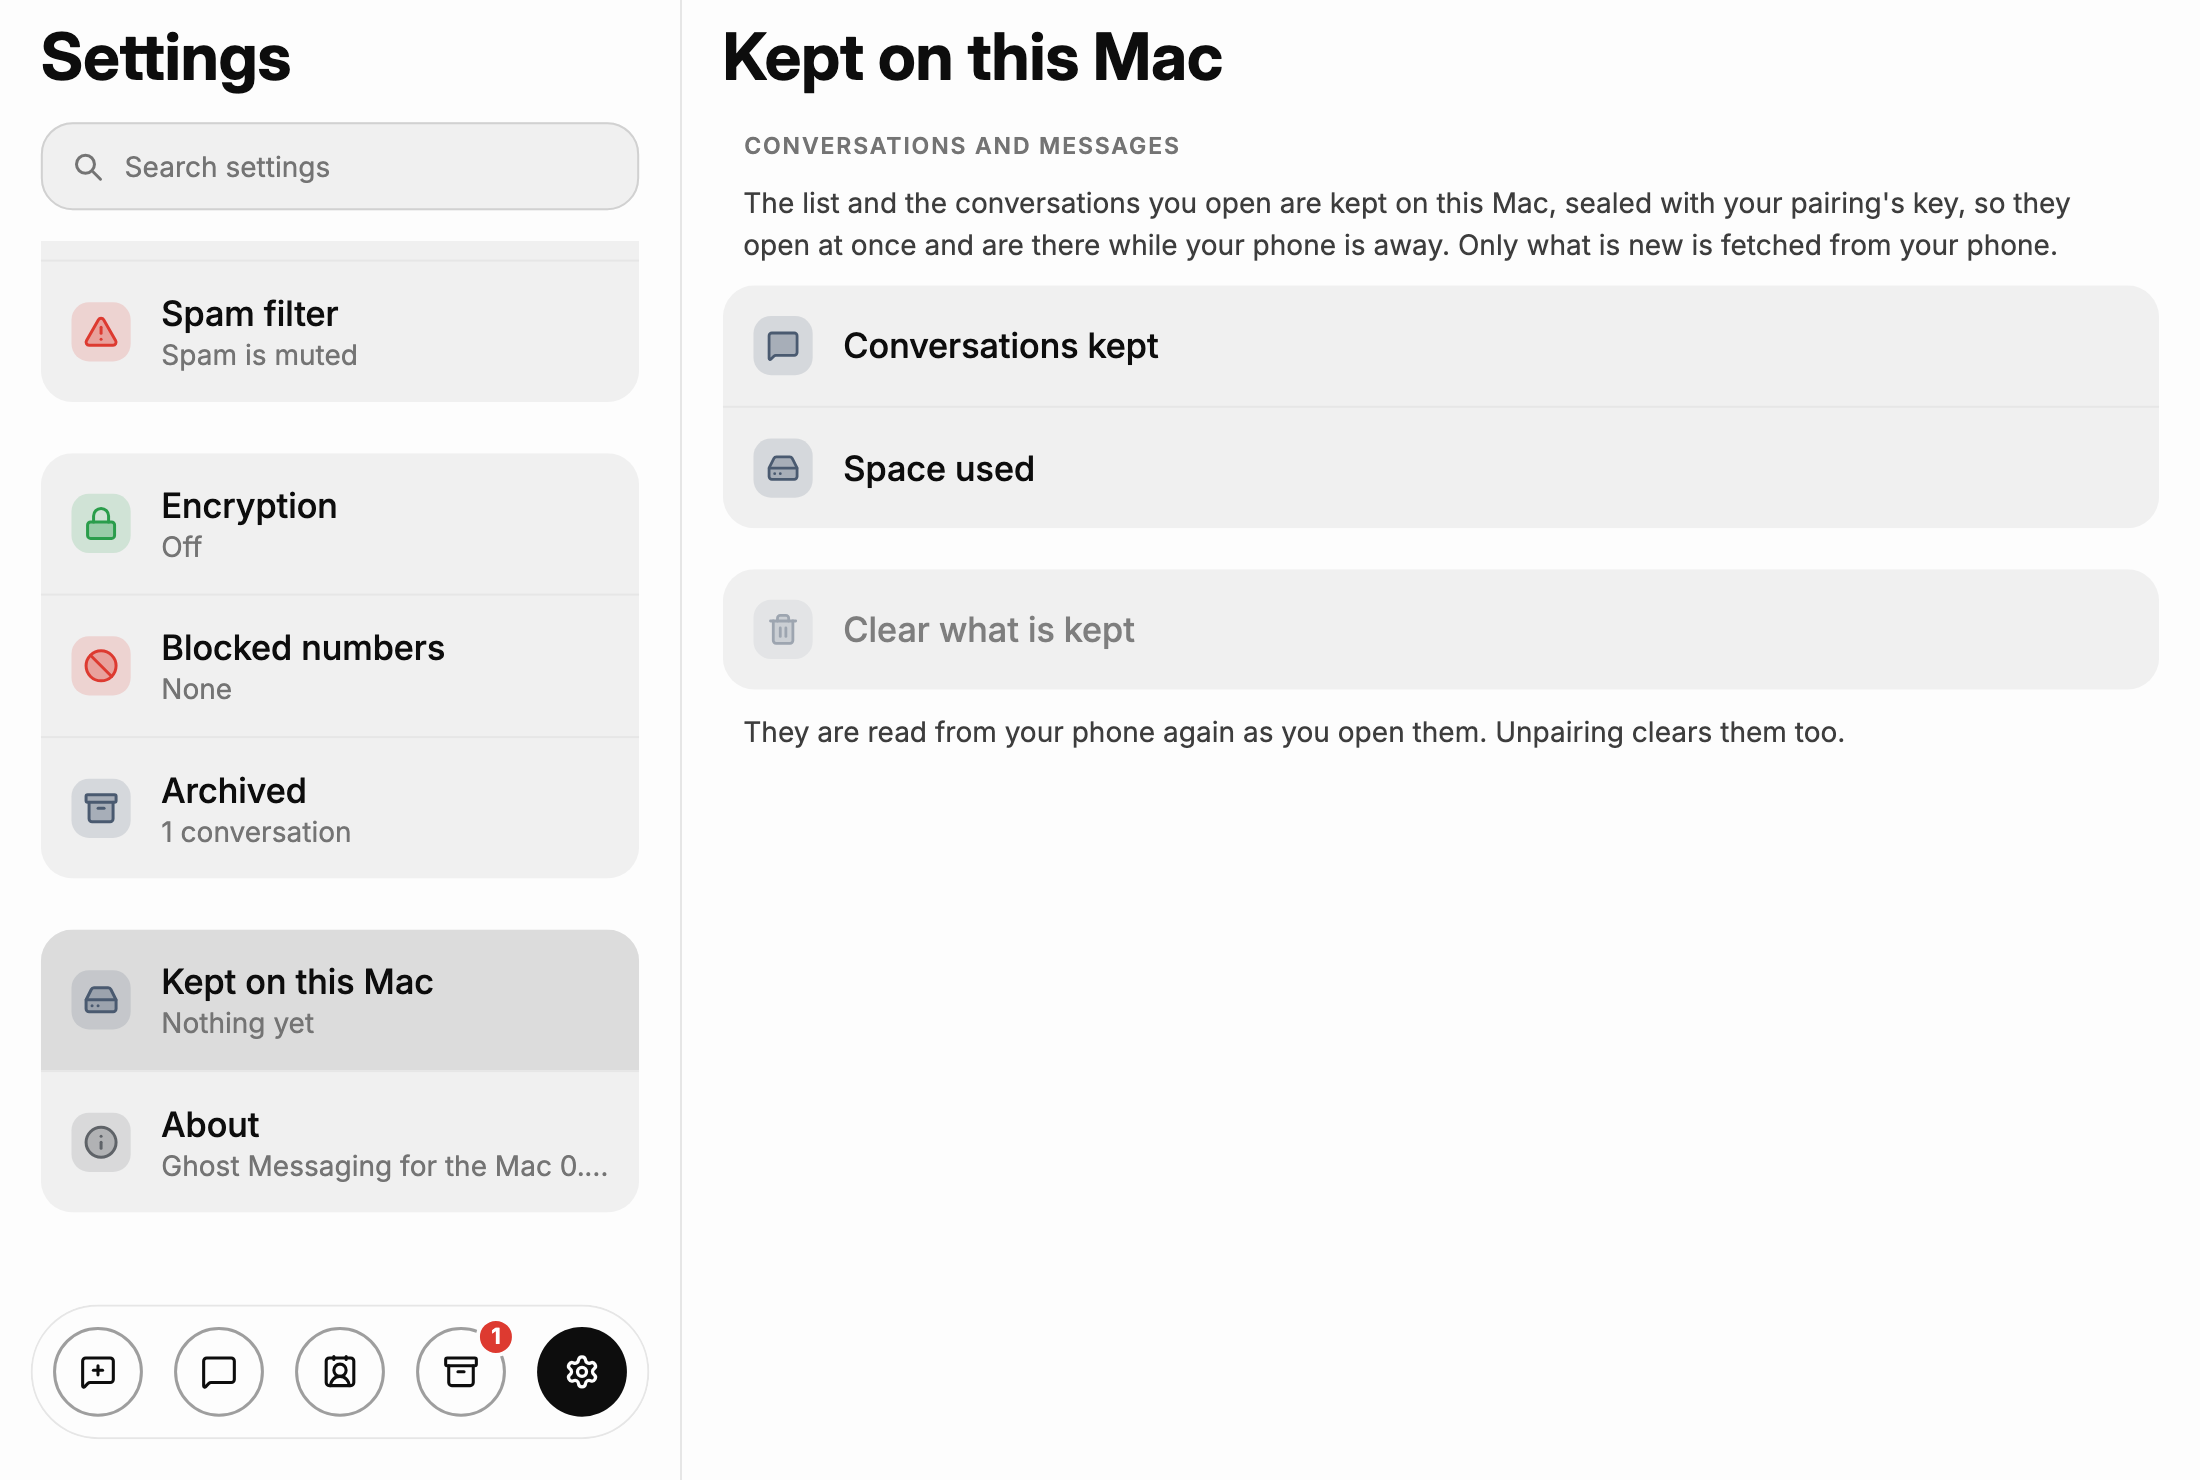 Settings
Search settings
Spam filter
Spam is muted
Encryption
Off
Blocked numbers
None
Archived
1 conversation
Kept on this Mac
Nothing yet
About
Ghost Messaging for the Mac 0....
1
Kept on this Mac
CONVERSATIONS AND MESSAGES
The list and the conversations you open are kept on this Mac, sealed with your pairing's key, so they
open at once and are there while your phone is away. Only what is new is fetched from your phone.
Conversations kept
Space used
Clear what is kept
They are read from your phone again as you open them. Unpairing clears them too.